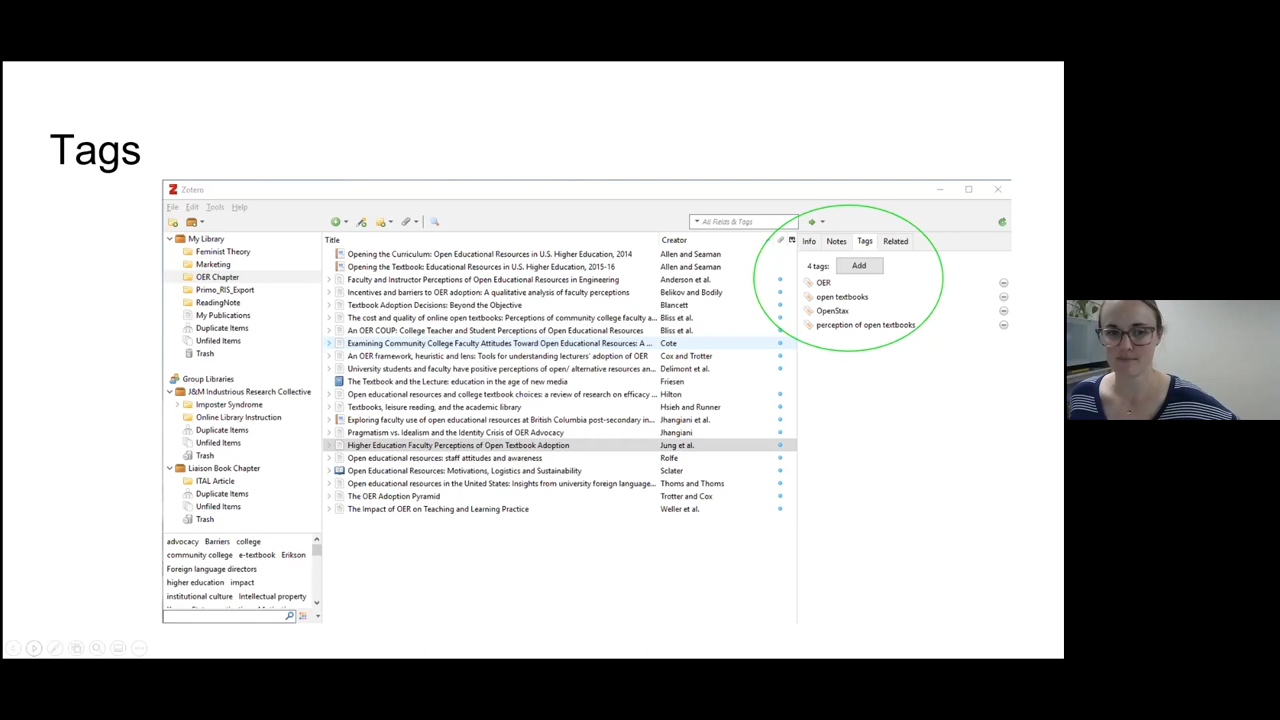 Tags
Zotero
File Edit Tools Help
All Fields & Tags
My Library
Feminist Theory
Marketing
OER Chapter
Primo_RIS_Export
ReadingNote
My Publications
Duplicate Items
Unfiled Items
Trash
Group Libraries
J&M Industrious Research Collective
Imposter Syndrome
Online Library Instruction
Duplicate Items
Unfiled Items
Trash
Liaison Book Chapter
ITAL Article
Duplicate Items
Unfiled Items
Trash
advocacy Barriers college
community college e-textbook Erikson
Foreign language directors
higher education impact
institutional culture Intellectual property
Title Creator
Opening the Curriculum: Open Educational Resources in U.S. Higher Education, 2014 Allen and Seaman
Opening the Textbook: Educational Resources in U.S. Higher Education, 2015-16 Allen and Seaman
Faculty and Instructor Perceptions of Open Educational Resources in Engineering Anderson et al.
Incentives and barriers to OER adoption: A qualitative analysis of faculty perceptions Belikov and Bodily
Textbook Adoption Decisions: Beyond the Objective Blancett
The cost and quality of online open textbooks: Perceptions of community college faculty a... Bliss et al.
An OER COUP: College Teacher and Student Perceptions of Open Educational Resources Bliss et al.
Examining Community College Faculty Attitudes Toward Open Educational Resources: A ... Cote
An OER framework, heuristic and lens: Tools for understanding lecturers' adoption of OER Cox and Trotter
University students and faculty have positive perceptions of open/ alternative resources an... Delimont et al.
The Textbook and the Lecture: education in the age of new media Friesen
Open educational resources and college textbook choices: a review of research on efficacy ... Hilton
Textbooks, leisure reading, and the academic library Hsieh and Runner
Exploring faculty use of open educational resources at British Columbia post-secondary in... Jhangiani et al.
Pragmatism vs. Idealism and the Identity Crisis of OER Advocacy Jhangiani
Higher Education Faculty Perceptions of Open Textbook Adoption Jung et al.
Open educational resources: staff attitudes and awareness Rolfe
Open Educational Resources: Motivations, Logistics and Sustainability Sclater
Open educational resources in the United States: Insights from university foreign language... Thoms and Thoms
The OER Adoption Pyramid Trotter and Cox
The Impact of OER on Teaching and Learning Practice Weller et al.
Info Notes Tags Related
4 tags: Add
OER
open textbooks
OpenStax
perception of open textbooks